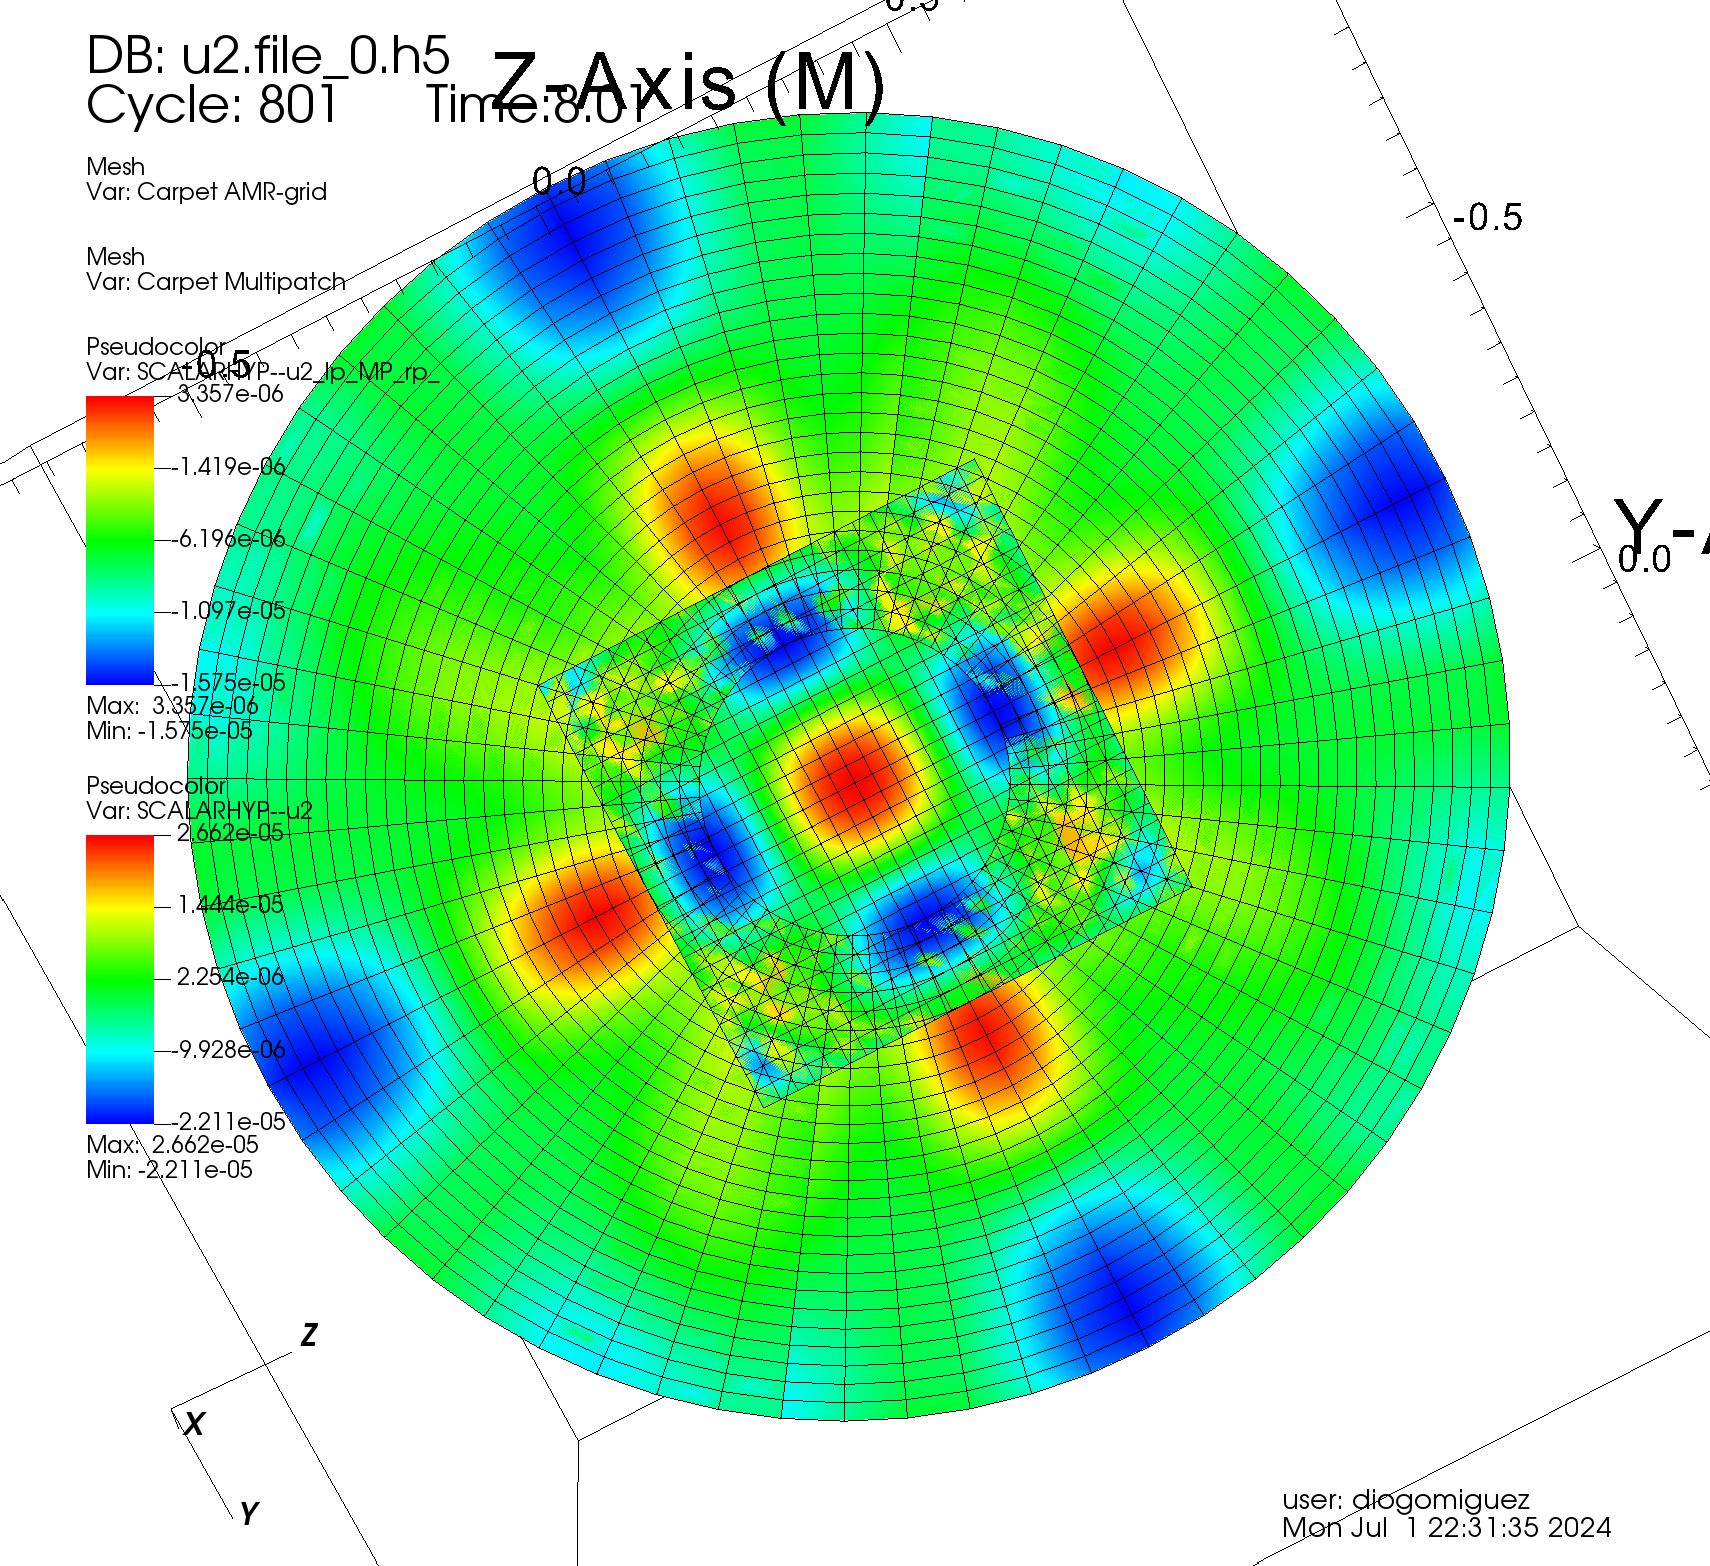 0.5
DB: u2.file_0.h5
Z-Axis (M)
Cycle: 801 Time:8.01
Mesh
Var: Carpet AMR-grid
0.0
-0.5
Mesh
Var: Carpet Multipatch
Pseudocolor
-0.5
Var: SCALARHYP--u2_lp_MP_rp_
3.357e-06
-1.419e-06
-6.196e-06
-1.097e-05
-1.575e-05
Max: 3.357e-06
Min: -1.575e-05
Y-A
0.0
Pseudocolor
Var: SCALARHYP--u2
2.662e-05
1.444e-05
2.254e-06
-9.928e-06
-2.211e-05
Max: 2.662e-05
Min: -2.211e-05
Z
X
Y
user: diogomiguez
Mon Jul 1 22:31:35 2024